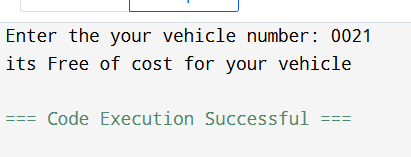 Enter the your vehicle number: 0021
its Free of cost for your vehicle
=== Code Execution Successful ===